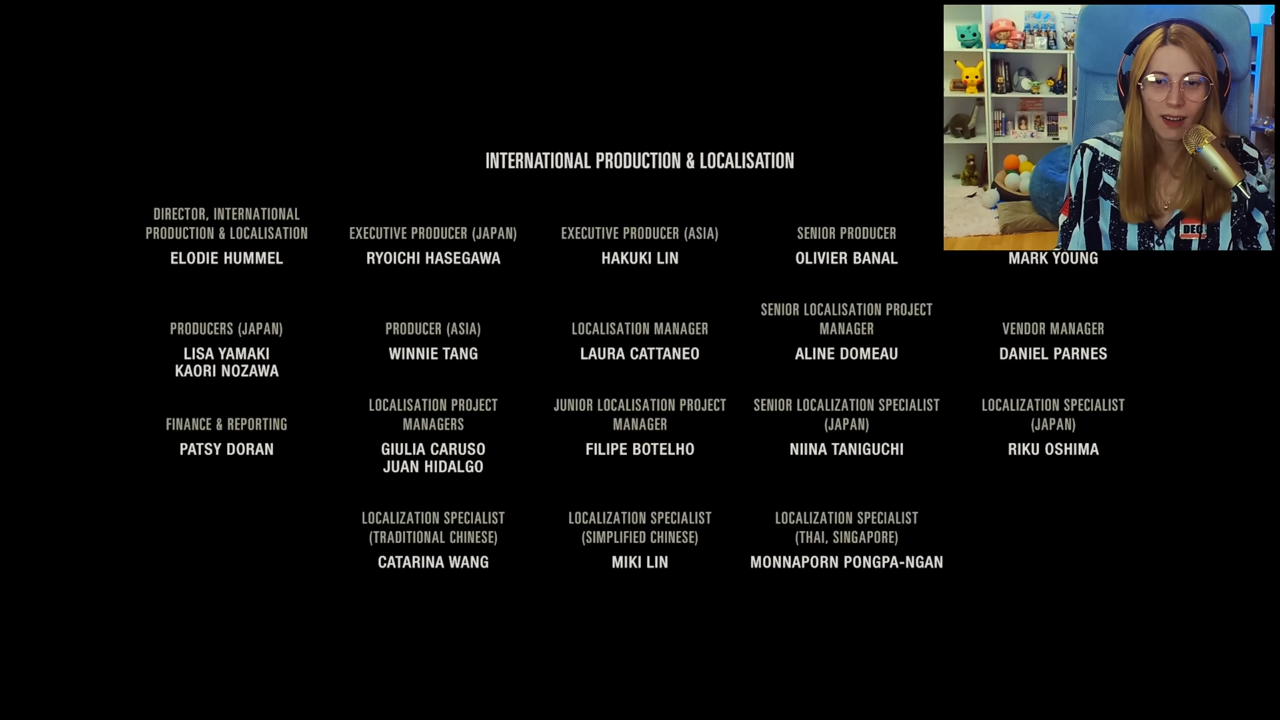 INTERNATIONAL PRODUCTION & LOCALISATION
DIRECTOR, INTERNATIONAL
PRODUCTION & LOCALISATION
ELODIE HUMMEL
EXECUTIVE PRODUCER (JAPAN)
RYOICHI HASEGAWA
EXECUTIVE PRODUCER (ASIA)
HAKUKI LIN
SENIOR PRODUCER
OLIVIER BANAL
MARK YOUNG
PRODUCERS (JAPAN)
LISA YAMAKI
KAORI NOZAWA
PRODUCER (ASIA)
WINNIE TANG
LOCALISATION MANAGER
LAURA CATTANEO
SENIOR LOCALISATION PROJECT
MANAGER
ALINE DOMEAU
VENDOR MANAGER
DANIEL PARNES
FINANCE & REPORTING
PATSY DORAN
LOCALISATION PROJECT
MANAGERS
GIULIA CARUSO
JUAN HIDALGO
JUNIOR LOCALISATION PROJECT
MANAGER
FILIPE BOTELHO
SENIOR LOCALIZATION SPECIALIST
(JAPAN)
NIINA TANIGUCHI
LOCALIZATION SPECIALIST
(JAPAN)
RIKU OSHIMA
LOCALIZATION SPECIALIST
(TRADITIONAL CHINESE)
CATARINA WANG
LOCALIZATION SPECIALIST
(SIMPLIFIED CHINESE)
MIKI LIN
LOCALIZATION SPECIALIST
(THAI, SINGAPORE)
MONNAPORN PONGPA-NGAN